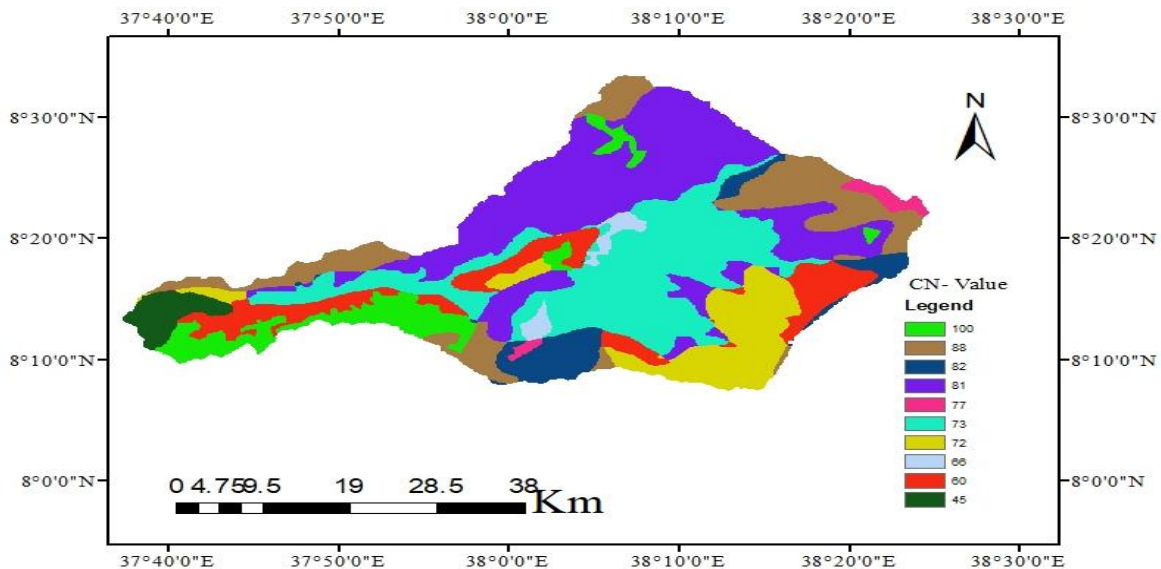 37°40'0"E 37°50'0"E 38°0'0"E 38°10'0"E 38°20'0"E 38°30'0"E
N
8°30'0"N 8°30'0"N
8°20'0"N 8°20'0"N
CN- Value
Legend
100
88
82
81
77
73
72
66
60
45
8°10'0"N 8°10'0"N
8°0'0"N 8°0'0"N
0 4.75 9.5 19 28.5 38 Km
37°40'0"E 37°50'0"E 38°0'0"E 38°10'0"E 38°20'0"E 38°30'0"E